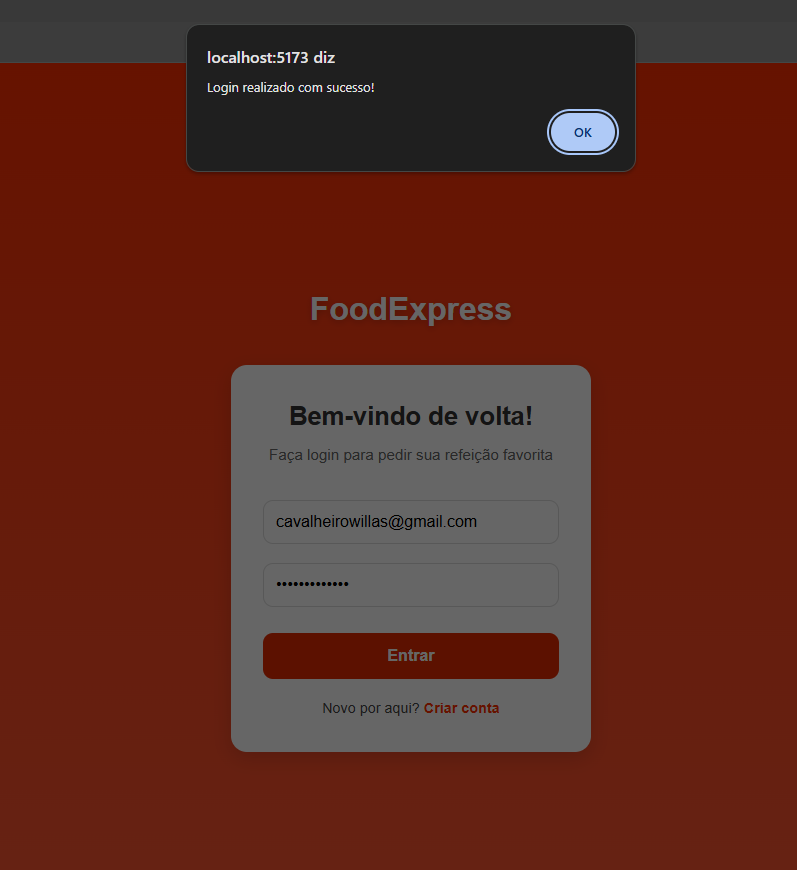 localhost:5173 diz
Login realizado com sucesso!
OK
FoodExpress
Bem-vindo de volta!
Faça login para pedir sua refeição favorita
cavalheirowillas@gmail.com
•••••••••••••
Entrar
Novo por aqui? Criar conta